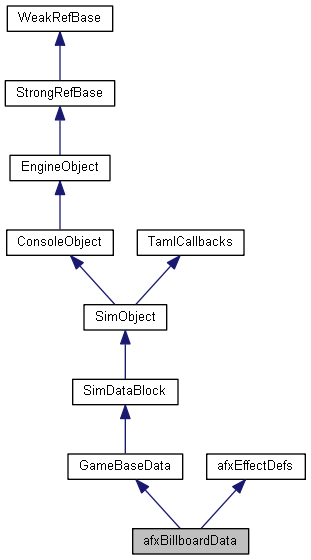 WeakRefBase
StrongRefBase
EngineObject
ConsoleObject
TamlCallbacks
SimObject
SimDataBlock
GameBaseData
afxEffectDefs
afxBillboardData